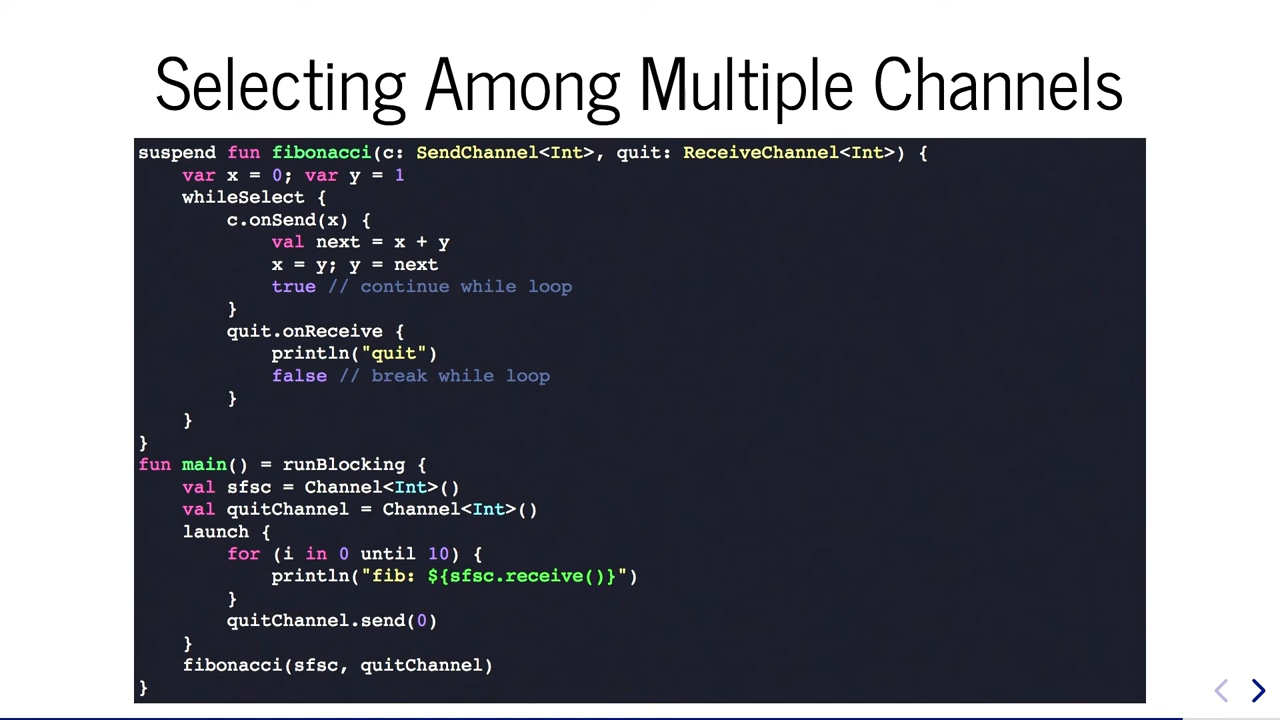 Selecting Among Multiple Channels
suspend fun fibonacci(c: SendChannel<Int>, quit: ReceiveChannel<Int>) {
    var x = 0; var y = 1
    whileSelect {
        c.onSend(x) {
            val next = x + y
            x = y; y = next
            true // continue while loop
        }
        quit.onReceive {
            println("quit")
            false // break while loop
        }
    }
}
fun main() = runBlocking {
    val sfsc = Channel<Int>()
    val quitChannel = Channel<Int>()
    launch {
        for (i in 0 until 10) {
            println("fib: ${sfsc.receive()}")
        }
        quitChannel.send(0)
    }
    fibonacci(sfsc, quitChannel)
}